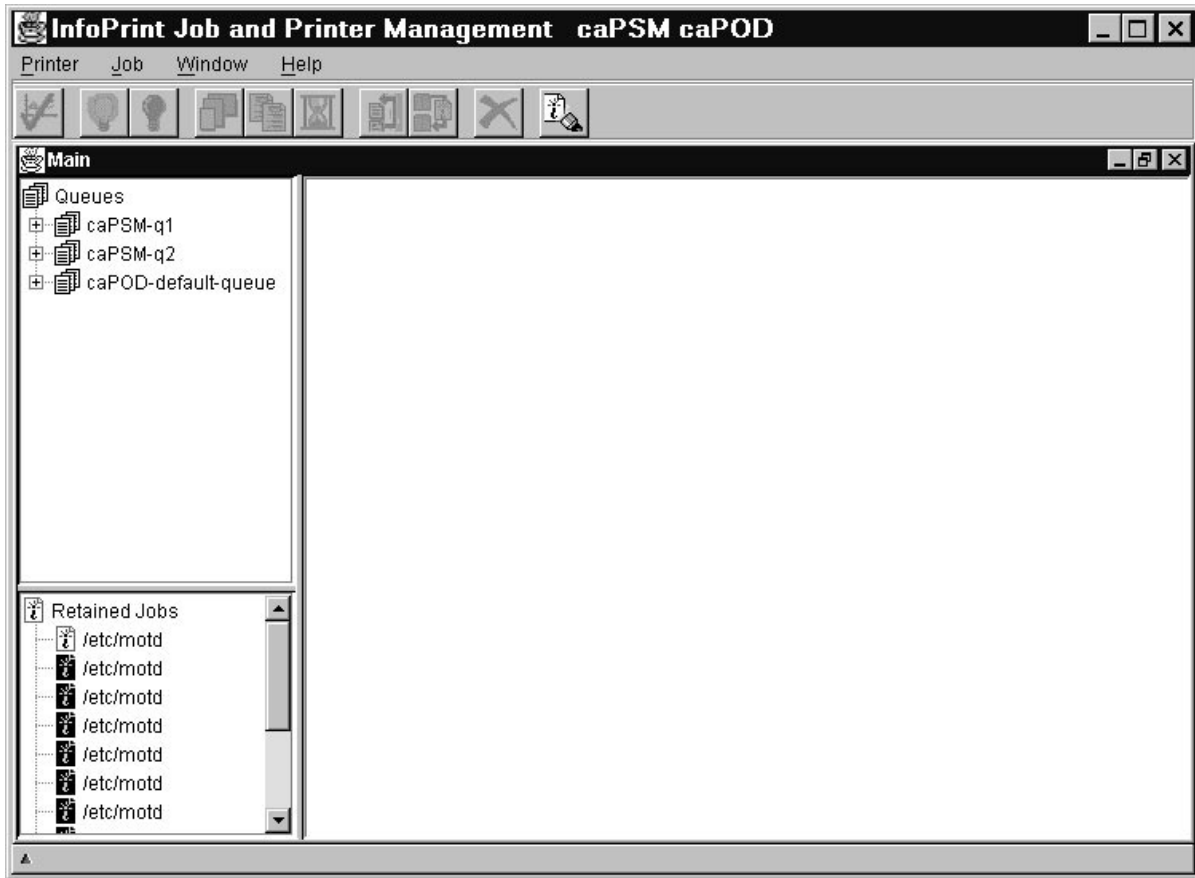 InfoPrint Job and Printer Management caPSM caPOD
Printer Job Window Help
Main
Queues
caPSM-q1
caPSM-q2
caPOD-default-queue
Retained Jobs
/etc/motd
/etc/motd
/etc/motd
/etc/motd
/etc/motd
/etc/motd
/etc/motd